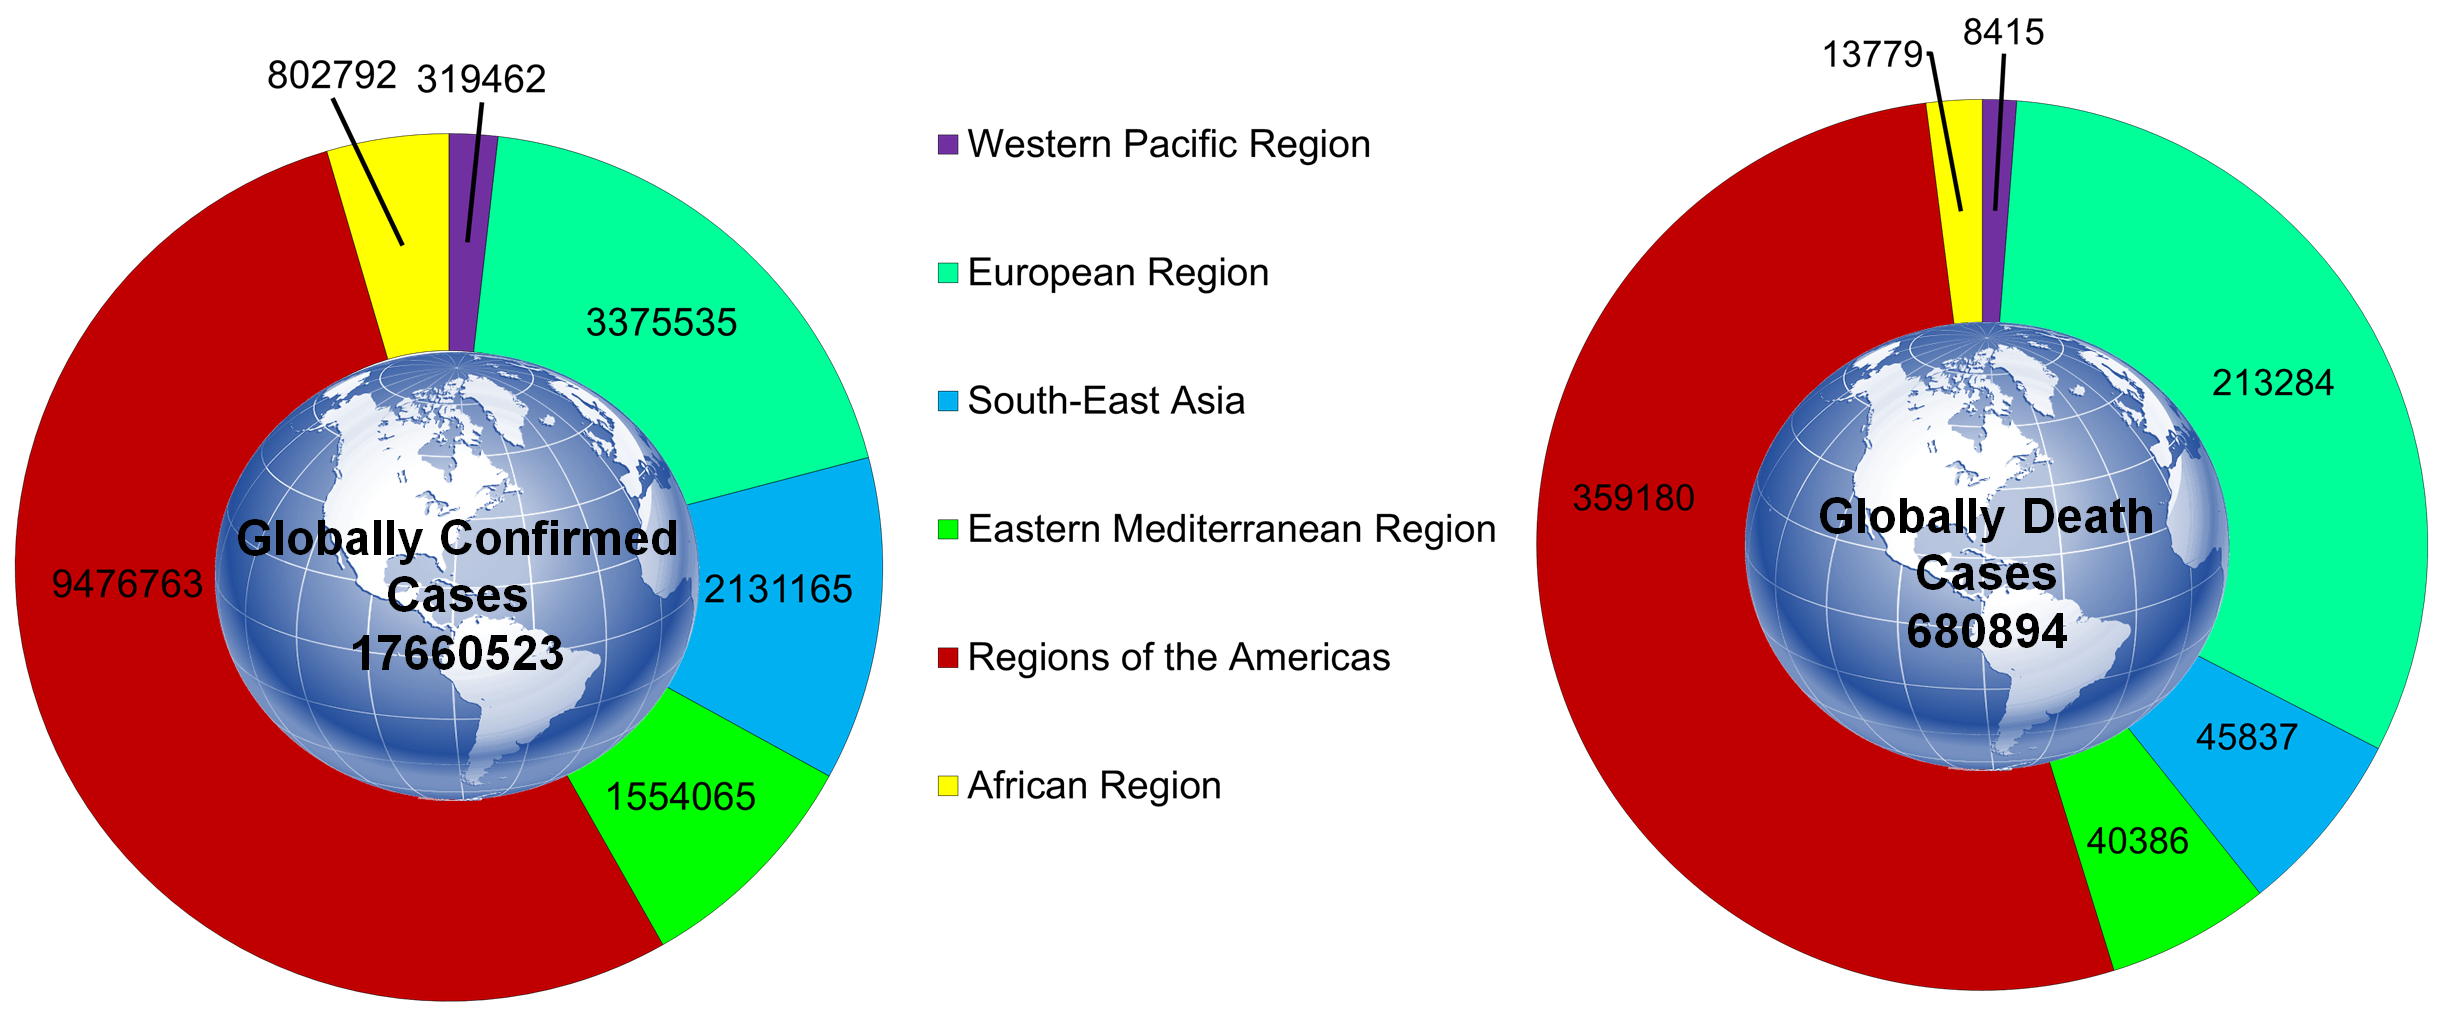 802792
319462
3375535
2131165
1554065
9476763
Globally Confirmed
Cases
17660523
Western Pacific Region
European Region
South-East Asia
Eastern Mediterranean Region
Regions of the Americas
African Region
13779
8415
213284
45837
40386
359180
Globally Death
Cases
680894